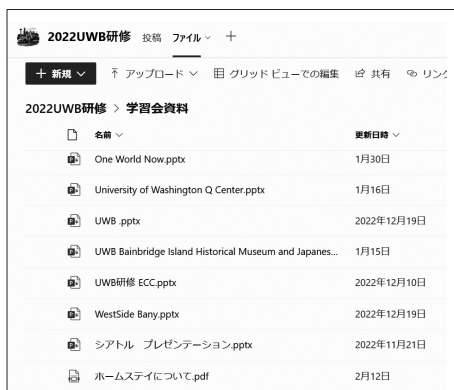 2022UWB研修 投稿 ファイル
新規 アップロード グリッド ビューでの編集 共有 リンク
2022UWB研修 > 学習会資料
名前 更新日時
One World Now.pptx 1月30日
University of Washington Q Center.pptx 1月16日
UWB .pptx 2022年12月19日
UWB Bainbridge Island Historical Museum and Japanes... 1月15日
UWB研修 ECC.pptx 2022年12月10日
WestSide Bany.pptx 2022年12月19日
シアトル　プレゼンテーション.pptx 2022年11月21日
ホームステイについて.pdf 2月12日